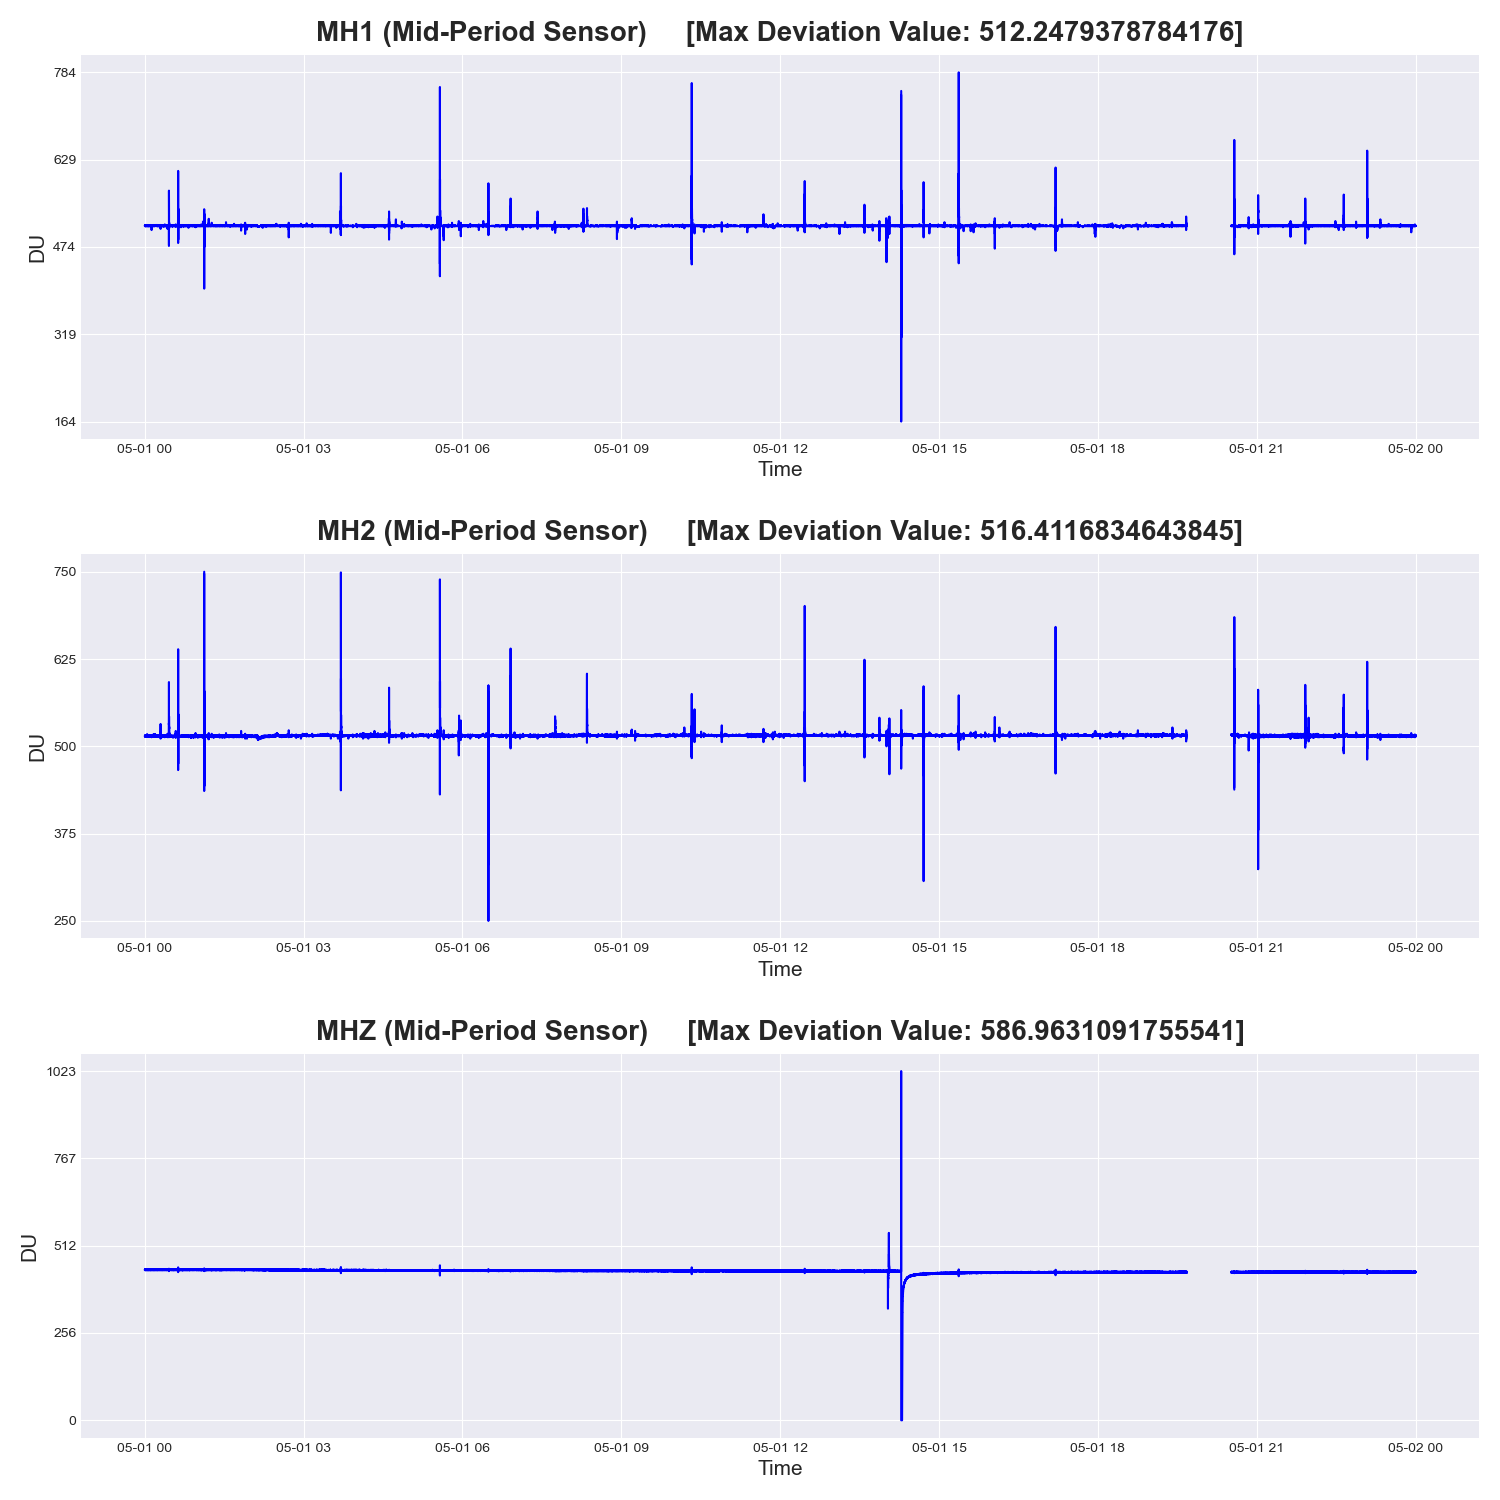 MH1 (Mid-Period Sensor) [Max Deviation Value: 512.2479378784176]
784
629
474
319
164
DU
05-01 00 05-01 03 05-01 06 05-01 09 05-01 12 05-01 15 05-01 18 05-01 21 05-02 00
Time
MH2 (Mid-Period Sensor) [Max Deviation Value: 516.4116834643845]
750
625
500
375
250
DU
05-01 00 05-01 03 05-01 06 05-01 09 05-01 12 05-01 15 05-01 18 05-01 21 05-02 00
Time
MHZ (Mid-Period Sensor) [Max Deviation Value: 586.9631091755541]
1023
767
512
256
0
DU
05-01 00 05-01 03 05-01 06 05-01 09 05-01 12 05-01 15 05-01 18 05-01 21 05-02 00
Time